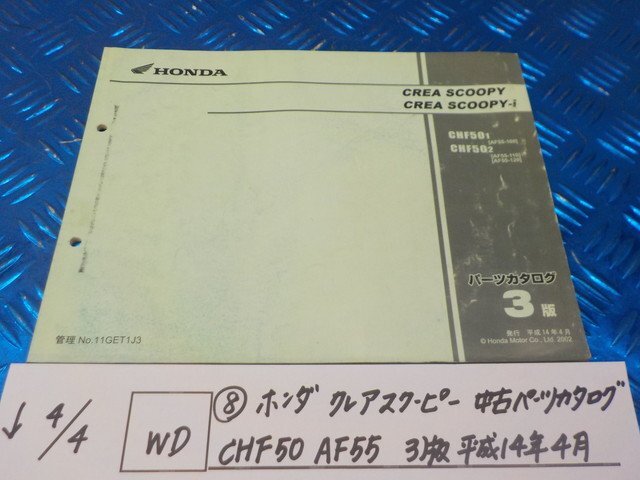 HONDA
CREA SCOOPY
CREA SCOOPY-i
CHF501
[AF55-100]
CHF502
[AF55-110]
[AF55-120]
パーツカタログ
3版
発行 平成14年4月
© Honda Motor Co., Ltd. 2002
管理 No.11GET1J3
↓ 4/4 WD ⑧ ホンダ クレアスクーピー 中古パーツカタログ
CHF50 AF55 3版 平成14年4月